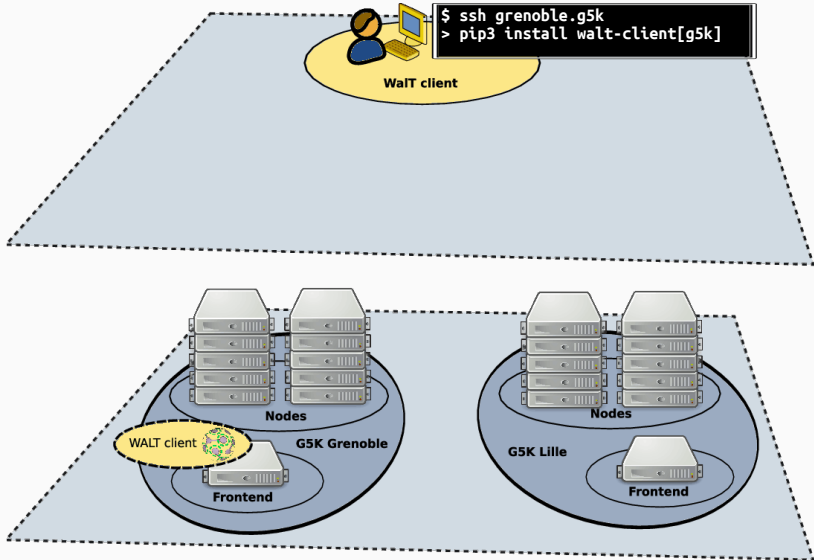 $ ssh grenoble.g5k
> pip3 install walt-client[g5k]
WalT client
Nodes
Nodes
WALT client
G5K Grenoble
G5K Lille
Frontend
Frontend